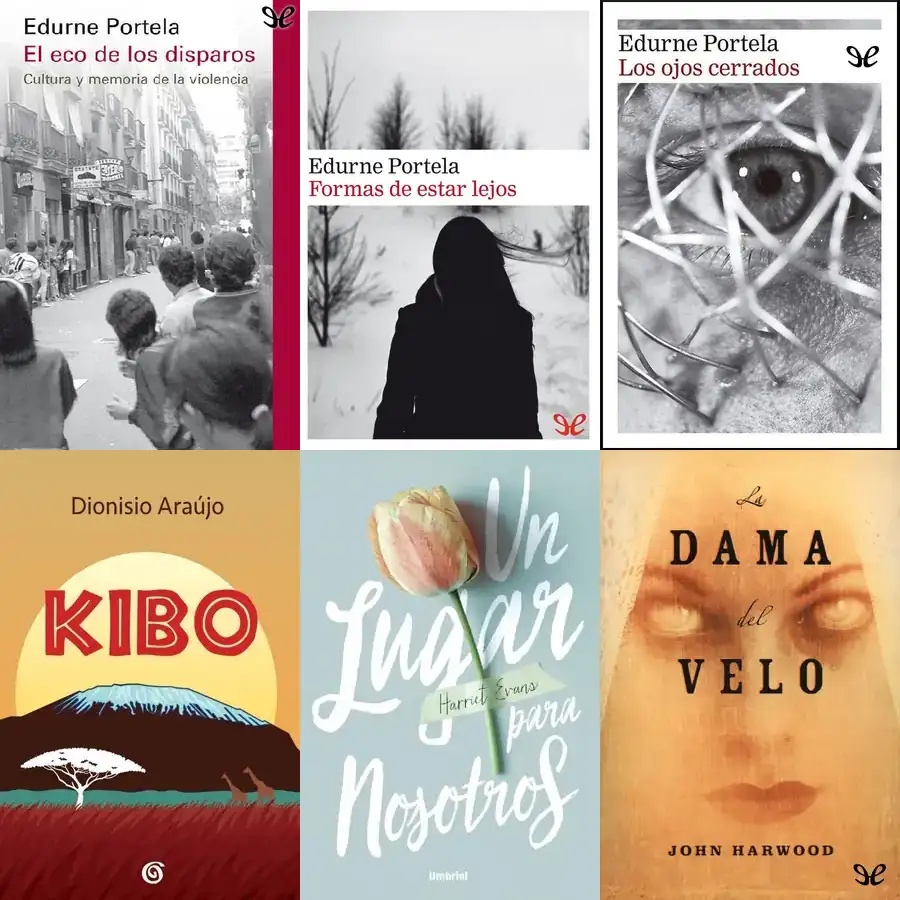 Edurne Portela
El eco de los disparos
Cultura y memoria de la violencia
Edurne Portela
Formas de estar lejos
Edurne Portela
Los ojos cerrados
Dionisio Araújo
KIBO
Un
Lugar
Harriet Evans
para
Nosotros
Umbriel
La
DAMA
del
VELO
JOHN HARWOOD